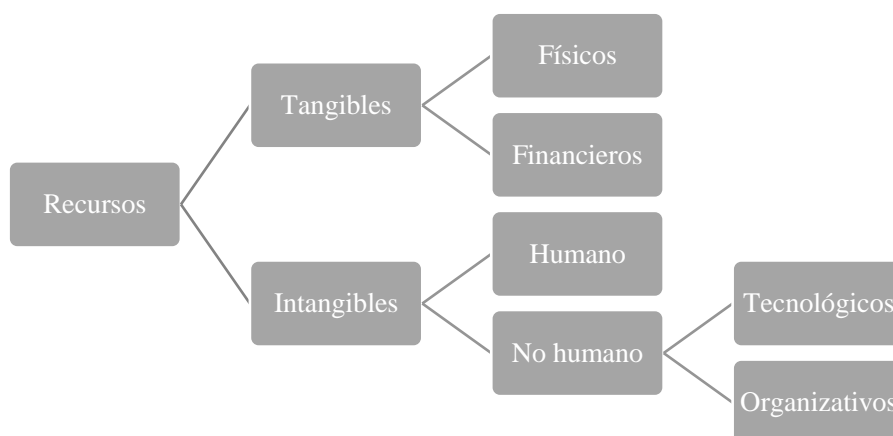 Recursos
Tangibles
Físicos
Financieros
Intangibles
Humano
No humano
Tecnológicos
Organizativos